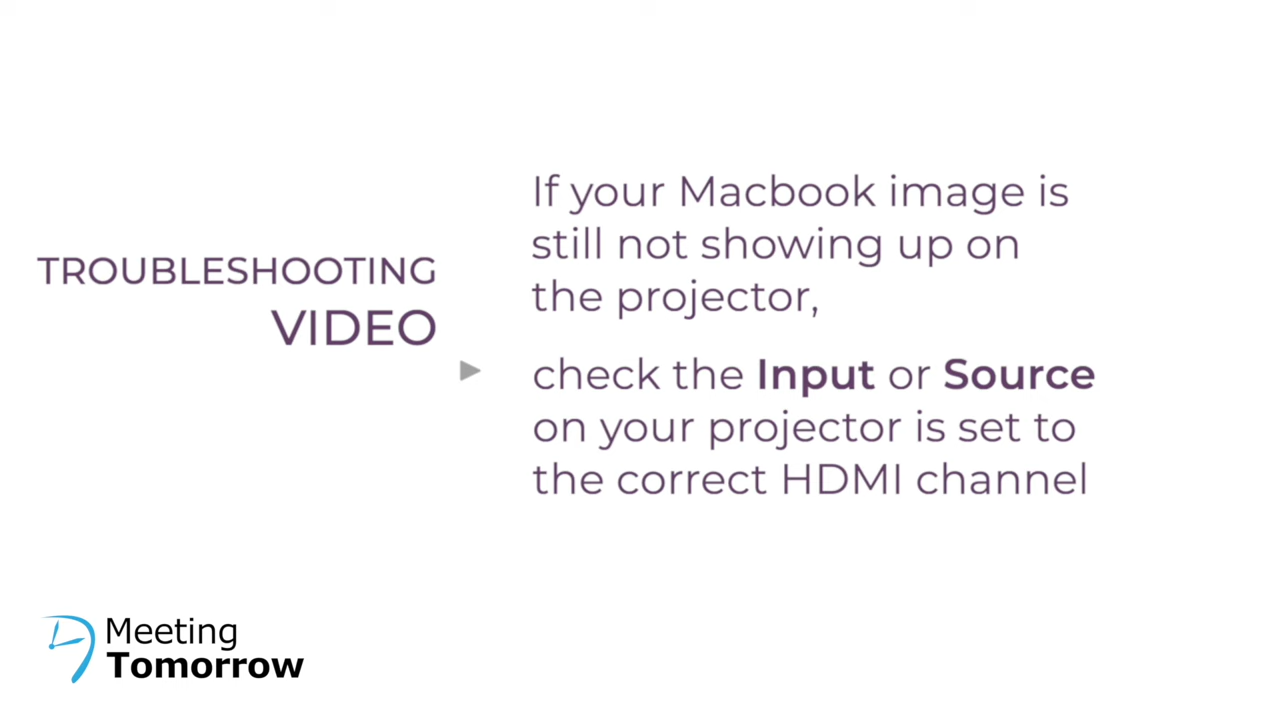 TROUBLESHOOTING
VIDEO
If your Macbook image is
still not showing up on
the projector,
check the Input or Source
on your projector is set to
the correct HDMI channel
Meeting
Tomorrow